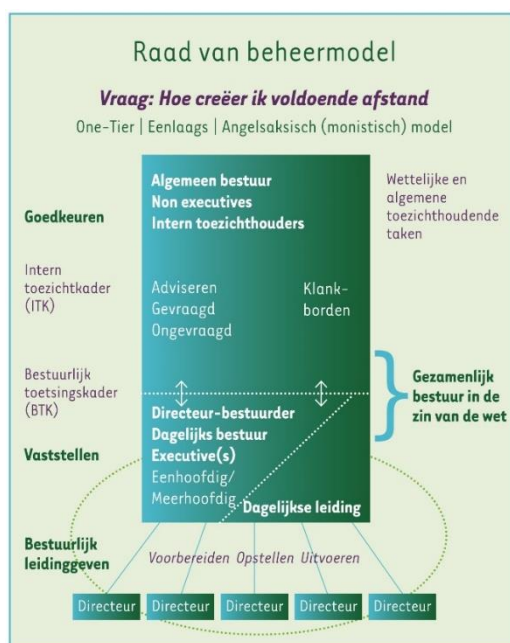 Raad van beheermodel
Vraag: Hoe creëer ik voldoende afstand
One-Tier | Eenlaags | Angelsaksisch (monistisch) model
Algemeen bestuur
Non executives
Intern toezichthouders
Wettelijke en
algemene
toezichthoudende
taken
Goedkeuren
Intern
toezichtkader
(ITK)
Adviseren
Gevraagd
Ongevraagd
Klank-
borden
Bestuurlijk
toetsingskader
(BTK)
Gezamenlijk
bestuur in de
zin van de wet
Directeur-bestuurder
Dagelijks bestuur
Executive(s)
Eenhoofdig/
Meerhoofdig
Vaststellen
Dagelijkse leiding
Bestuurlijk
leidinggeven
Voorbereiden Opstellen Uitvoeren
Directeur
Directeur
Directeur
Directeur
Directeur